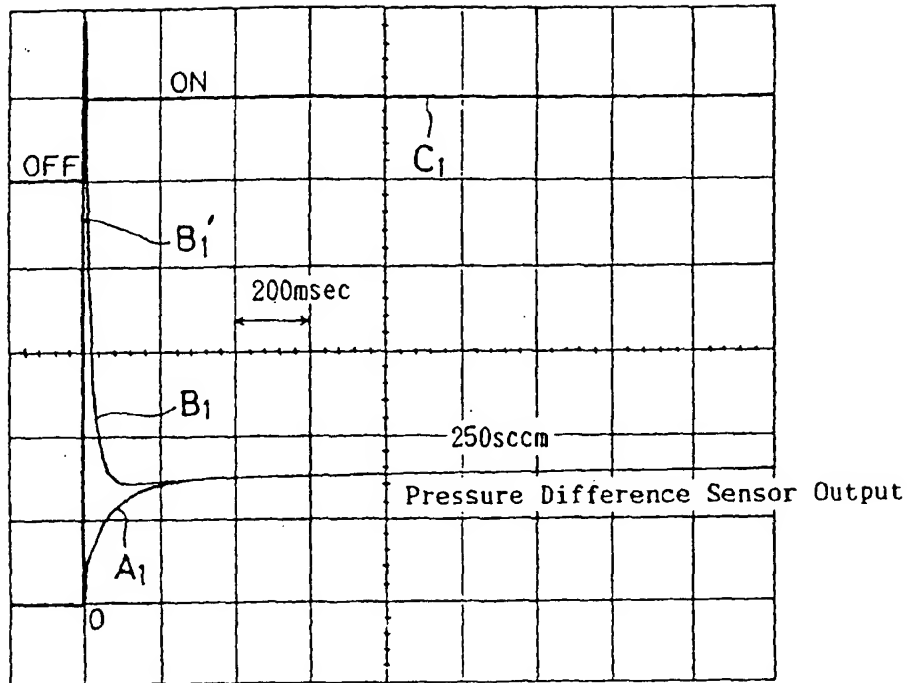 ON
C1
OFF
B1'
200msec
B1
250sccm
Pressure Difference Sensor Output
A1
0